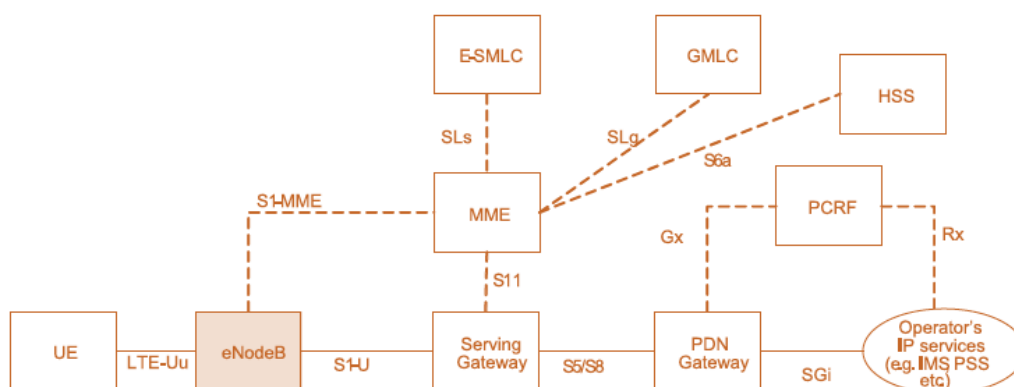 E-SMLC
GMLC
HSS
SLs
SLg
S6a
S1-MME
MME
PCRF
Gx
Rx
S11
UE
LTE-Uu
eNodeB
S1-U
Serving
Gateway
S5/S8
PDN
Gateway
SGi
Operator's
IP services
(e.g. IMS, PSS
etc.)